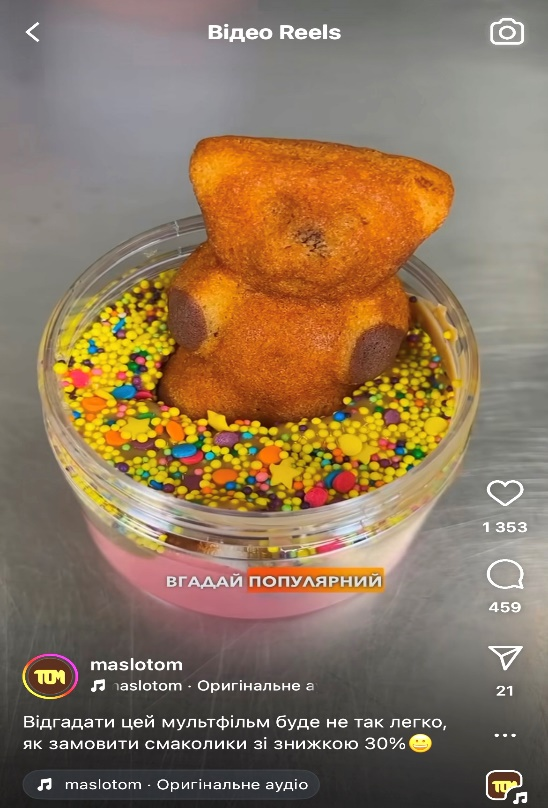 Відео Reels
1 353
459
ВГАДАЙ ПОПУЛЯРНИЙ
maslotom
ТОМ
maslotom · Оригінальне а
21
Відгадати цей мультфільм буде не так легко,
як замовити смаколики зі знижкою 30%😬
...
maslotom · Оригінальне аудіо